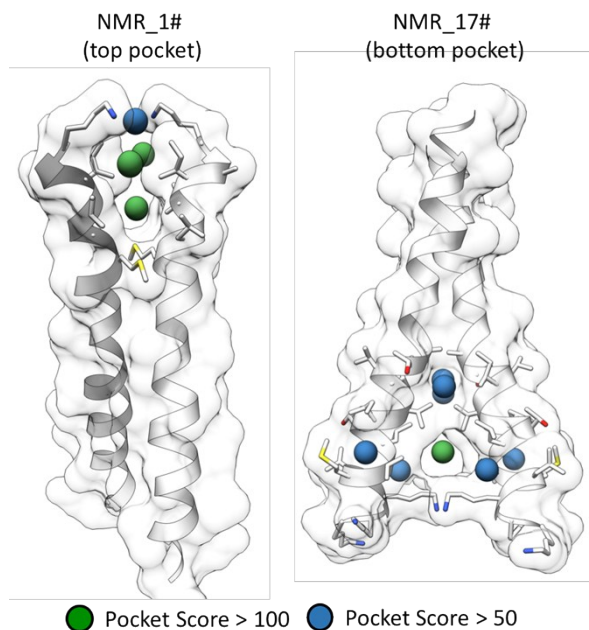 NMR_1#
(top pocket)
NMR_17#
(bottom pocket)
Pocket Score > 100
Pocket Score > 50